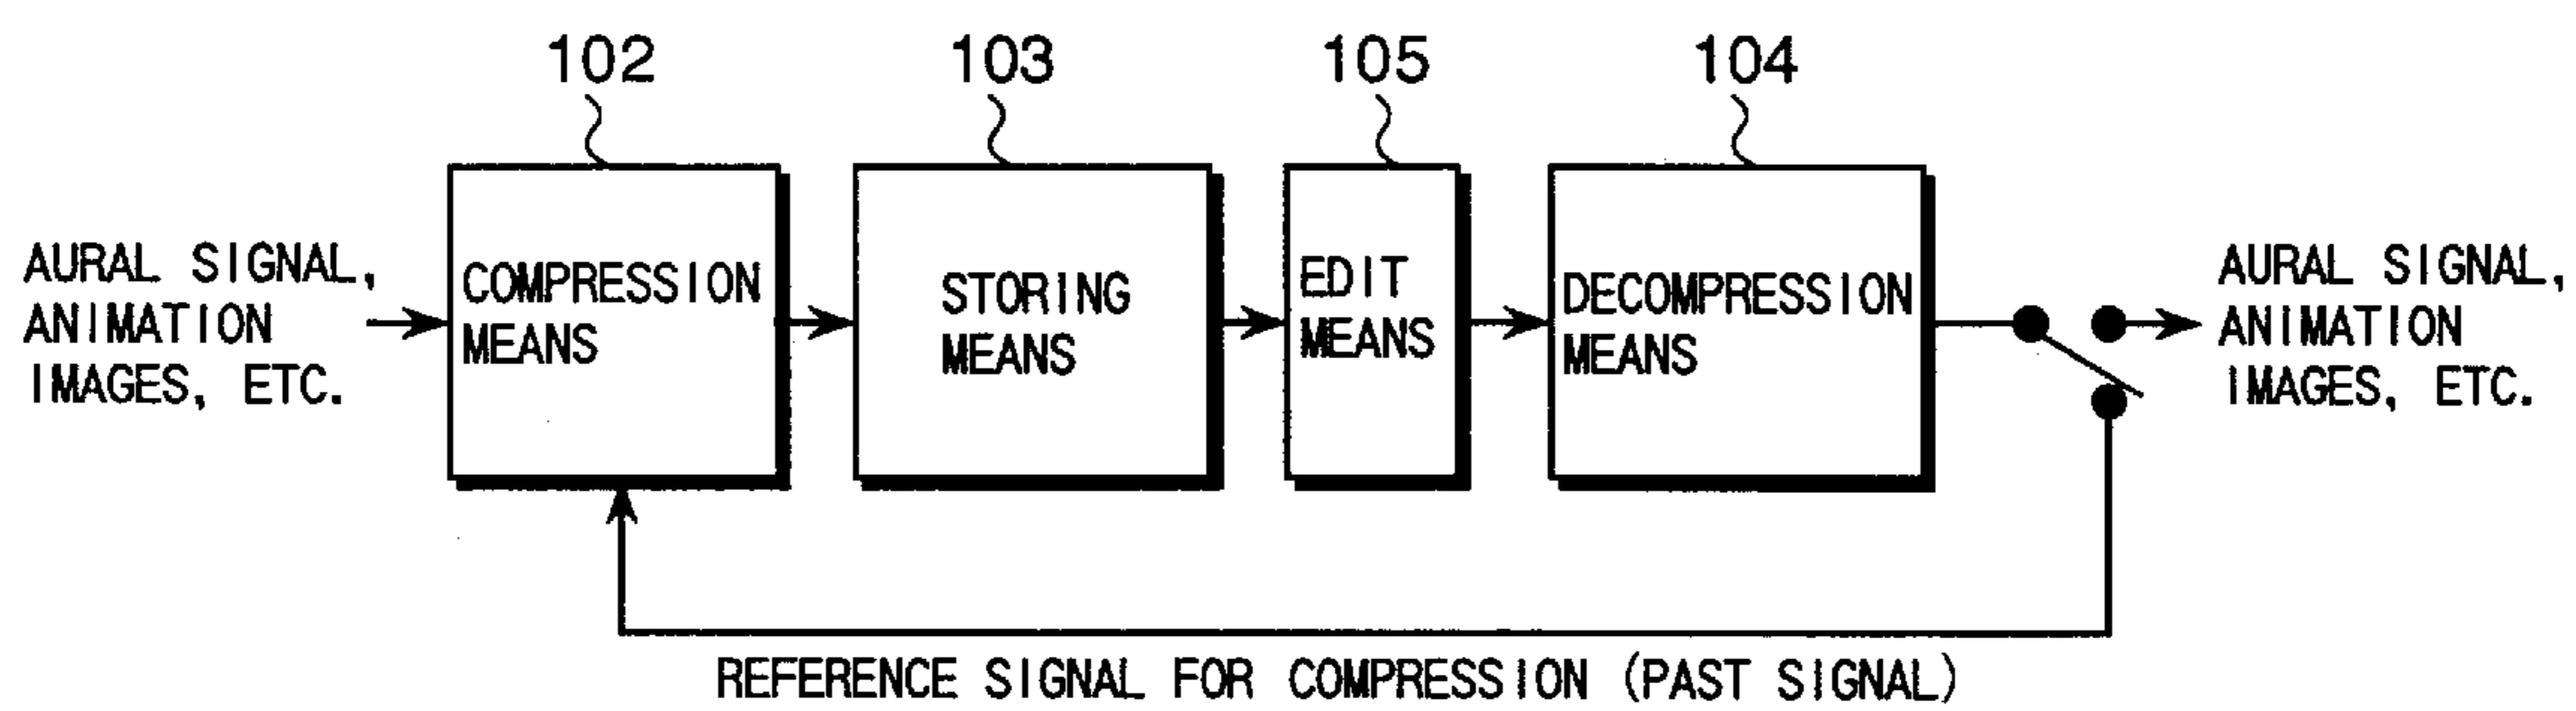 102
103
105
104
AURAL SIGNAL,
ANIMATION
IMAGES, ETC.
COMPRESSION
MEANS
STORING
MEANS
EDIT
MEANS
DECOMPRESSION
MEANS
AURAL SIGNAL,
ANIMATION
IMAGES, ETC.
REFERENCE SIGNAL FOR COMPRESSION (PAST SIGNAL)